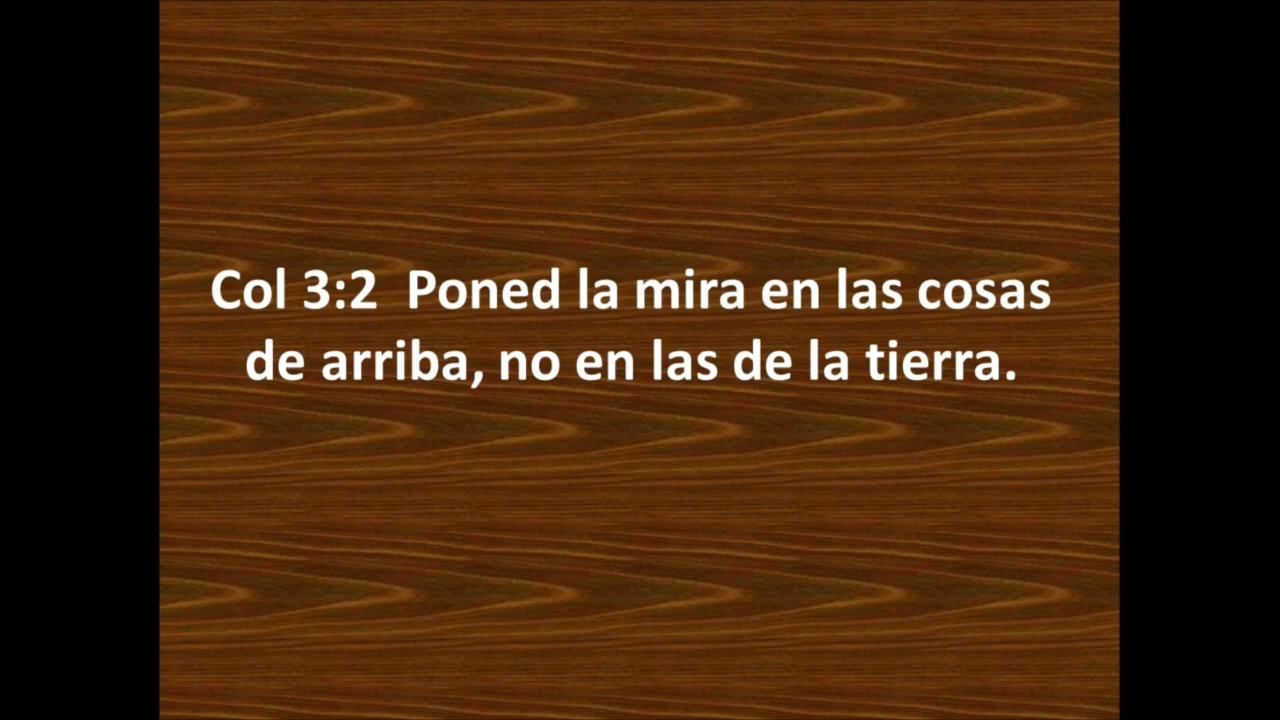 Col 3:2  Poned la mira en las cosas
de arriba, no en las de la tierra.